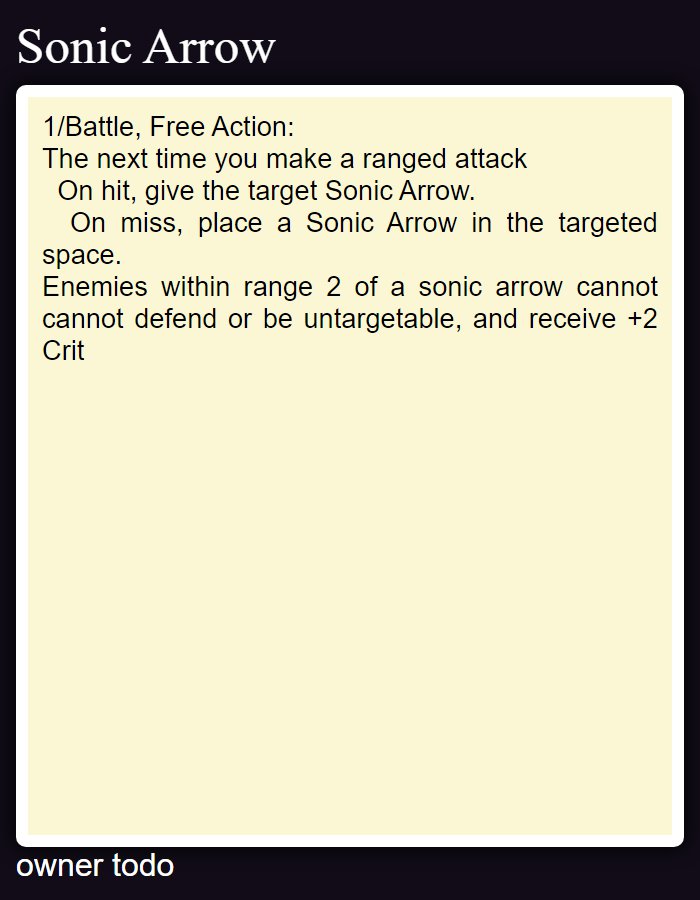 Sonic Arrow
1/Battle, Free Action:
The next time you make a ranged attack
On hit, give the target Sonic Arrow.
On miss, place a Sonic Arrow in the targeted
space.
Enemies within range 2 of a sonic arrow cannot
cannot defend or be untargetable, and receive +2
Crit
owner todo